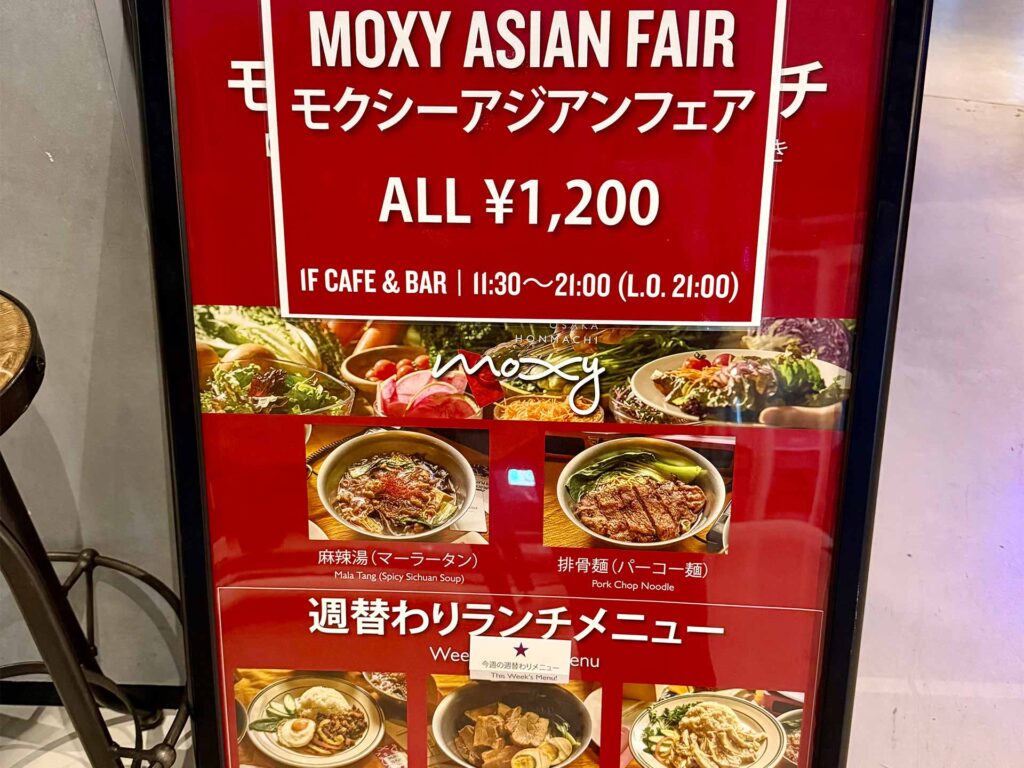 MOXY ASIAN FAIR
モクシーアジアンフェア
ALL ¥1,200
1F CAFE & BAR | 11:30～21:00 (L.O. 21:00)
OSAKA
HONMACHI
moxy
麻辣湯（マーラータン）
Mala Tang (Spicy Sichuan Soup)
排骨麺（パーコー麺）
Pork Chop Noodle
週替わりランチメニュー
★
今週の週替わりメニュー
This Week's Menu!